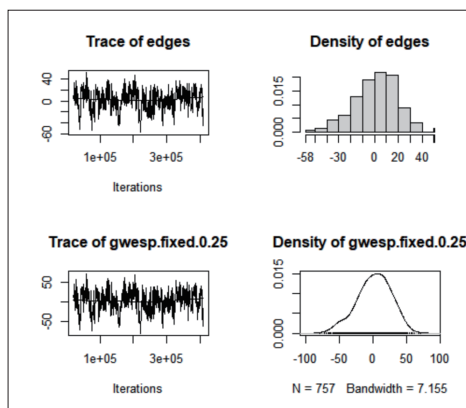 Trace of edges
40
0
-60
1e+05 3e+05
Iterations
Density of edges
0.015
0.000
-58 -30 0 20 40
Trace of gwesp.fixed.0.25
50
-50
1e+05 3e+05
Iterations
Density of gwesp.fixed.0.25
0.015
0.000
-100 -50 0 50 100
N = 757 Bandwidth = 7.155